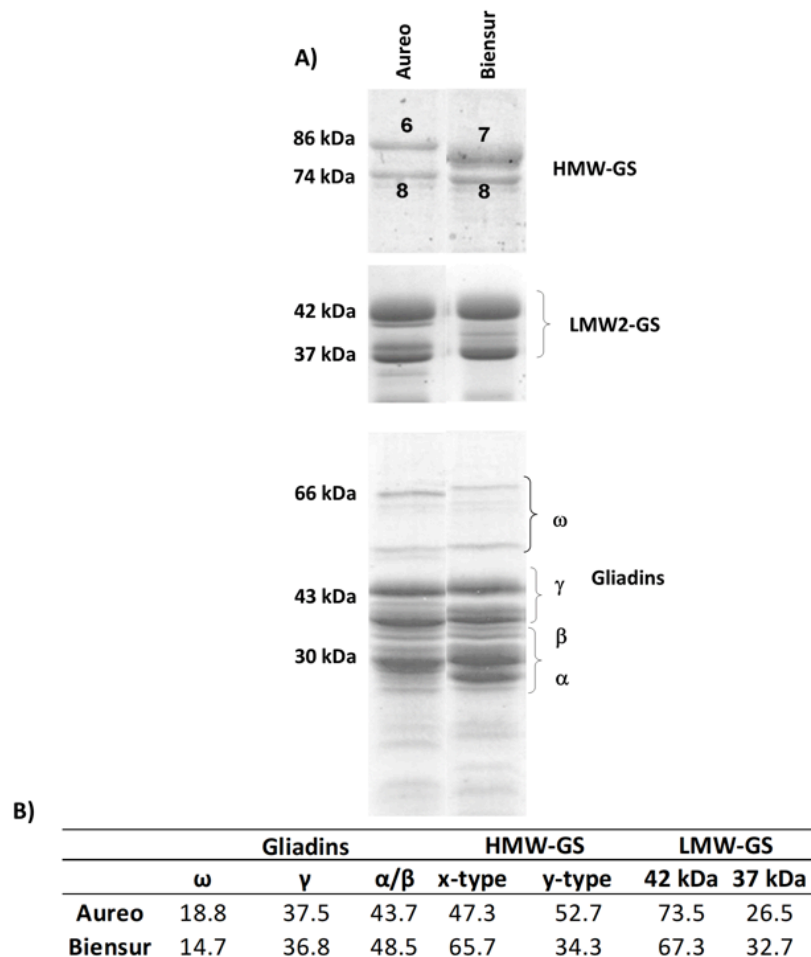 A)
Aureo
Biensur
86 kDa
6
7
74 kDa
8
8
HMW-GS
42 kDa
37 kDa
LMW2-GS
66 kDa
ω
43 kDa
γ
Gliadins
β
30 kDa
α
B)
Gliadins HMW-GS LMW-GS
ω γ α/β x-type y-type 42 kDa 37 kDa
Aureo 18.8 37.5 43.7 47.3 52.7 73.5 26.5
Biensur 14.7 36.8 48.5 65.7 34.3 67.3 32.7